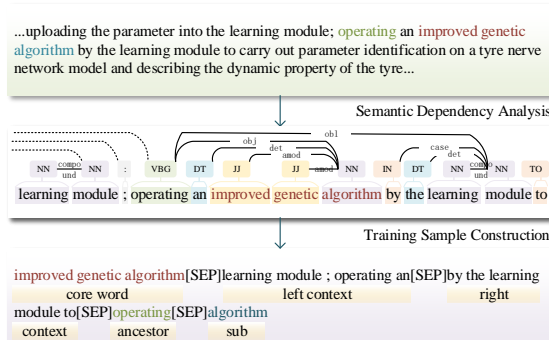 ...uploading the parameter into the learning module; operating an improved genetic
algorithm by the learning module to carry out parameter identification on a tyre nerve
network model and describing the dynamic property of the tyre...
Semantic Dependency Analysis
obl
obj
det
amod
case
det
compo
und
amod
compo
und
NN NN : VBG DT JJ JJ NN IN DT NN NN TO
learning module ; operating an improved genetic algorithm by the learning module to
Training Sample Construction
improved genetic algorithm[SEP]learning module ; operating an[SEP]by the learning
core word left context right
module to[SEP]operating[SEP]algorithm
context ancestor sub